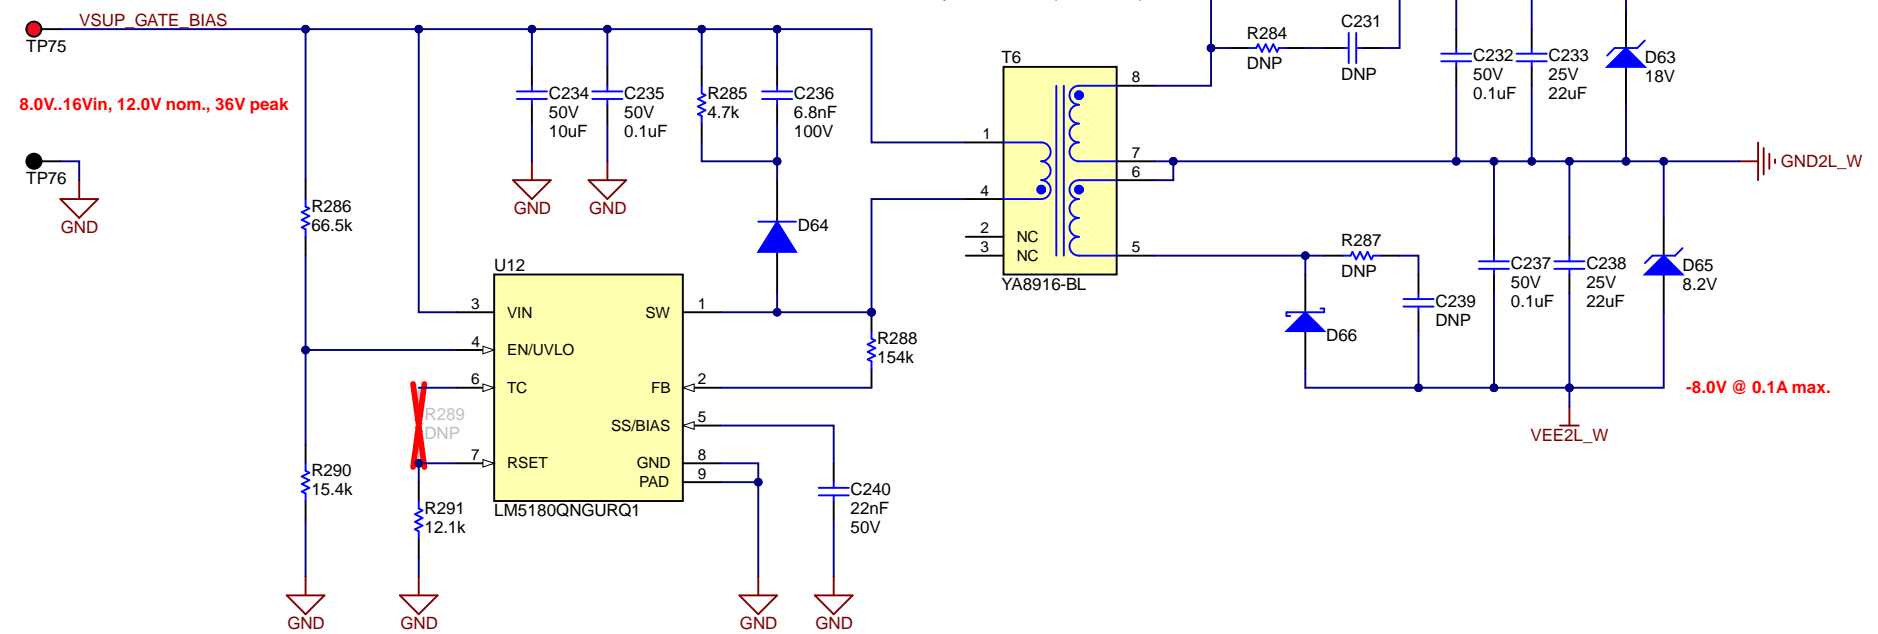 VSUP_GATE_BIAS
TP75
8.0V..16Vin, 12.0V nom., 36V peak
TP76
GND
R286
66.5k
R290
15.4k
GND
C234
50V
10uF
GND
C235
50V
0.1uF
GND
R285
4.7k
C236
6.8nF
100V
D64
U12
3 VIN
4 EN/UVLO
6 TC
7 RSET
SW 1
FB 2
SS/BIAS 5
GND 8
PAD 9
LM5180QNGURQ1
R289
DNP
R291
12.1k
GND
R288
154k
C240
22nF
50V
GND
GND
T6
1
4
2 NC
3 NC
8
7
6
5
YA8916-BL
R284
DNP
C231
DNP
C232
50V
0.1uF
C233
25V
22uF
D63
18V
GND2L_W
R287
DNP
C239
DNP
D66
C237
50V
0.1uF
C238
25V
22uF
D65
8.2V
-8.0V @ 0.1A max.
VEE2L_W